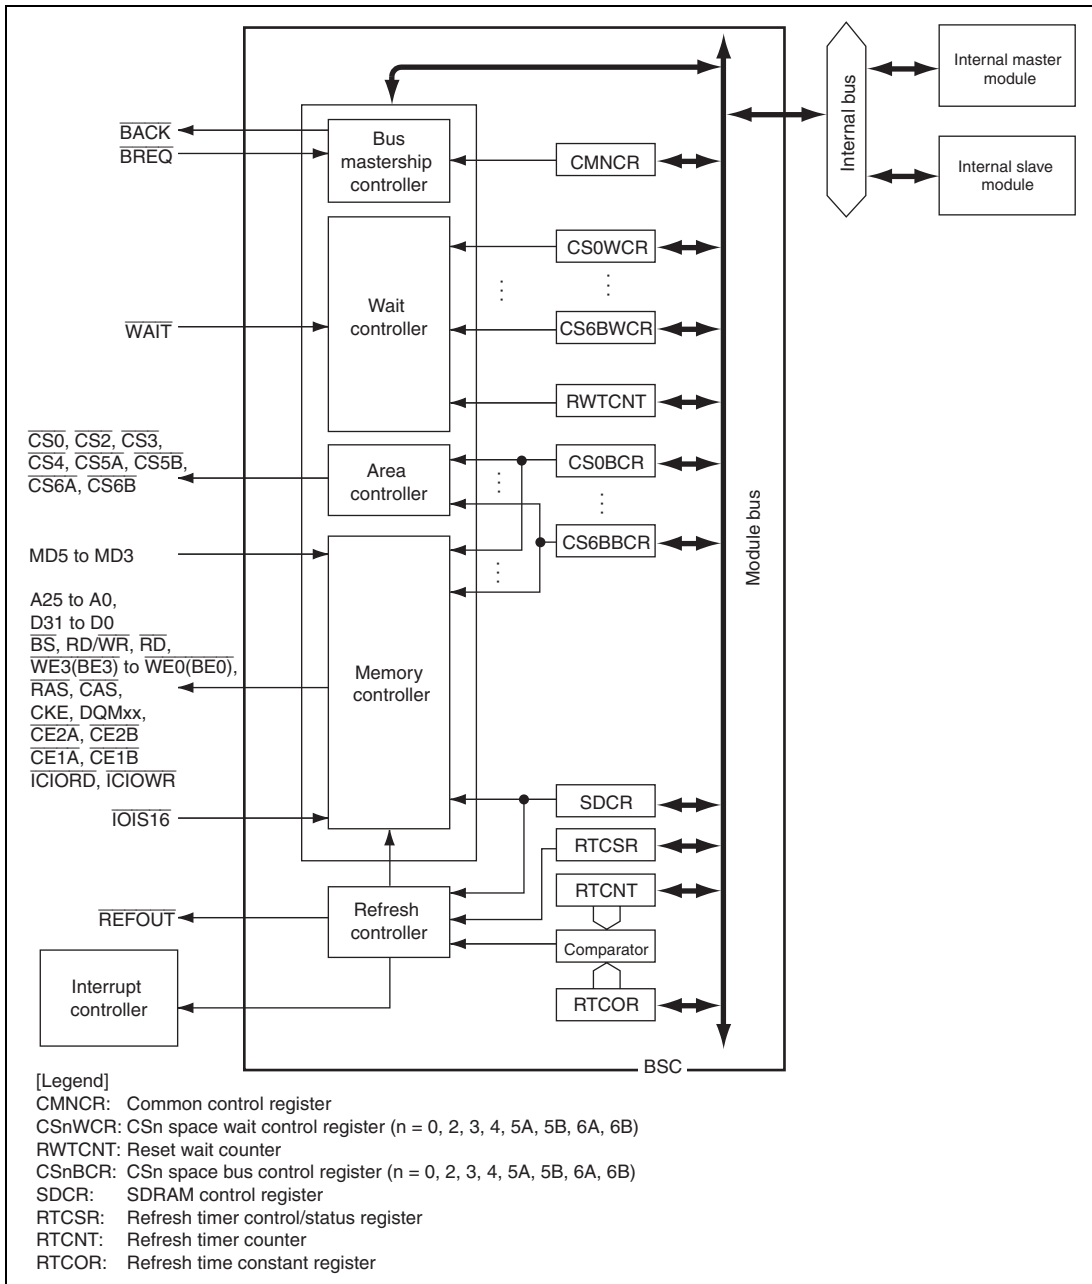 BACK
BREQ
Bus
mastership
controller
CMNCR
Internal bus
Internal master
module
Internal slave
module
WAIT
Wait
controller
CS0WCR
CS6BWCR
RWTCNT
CS0, CS2, CS3,
CS4, CS5A, CS5B,
CS6A, CS6B
Area
controller
CS0BCR
CS6BBCR
Module bus
MD5 to MD3
A25 to A0,
D31 to D0
BS, RD/WR, RD,
WE3(BE3) to WE0(BE0),
RAS, CAS,
CKE, DQMxx,
CE2A, CE2B
CE1A, CE1B
ICIORD, ICIOWR
IOIS16
Memory
controller
SDCR
RTCSR
RTCNT
Comparator
RTCOR
REFOUT
Refresh
controller
Interrupt
controller
BSC
[Legend]
CMNCR: Common control register
CSnWCR: CSn space wait control register (n = 0, 2, 3, 4, 5A, 5B, 6A, 6B)
RWTCNT: Reset wait counter
CSnBCR: CSn space bus control register (n = 0, 2, 3, 4, 5A, 5B, 6A, 6B)
SDCR: SDRAM control register
RTCSR: Refresh timer control/status register
RTCNT: Refresh timer counter
RTCOR: Refresh time constant register